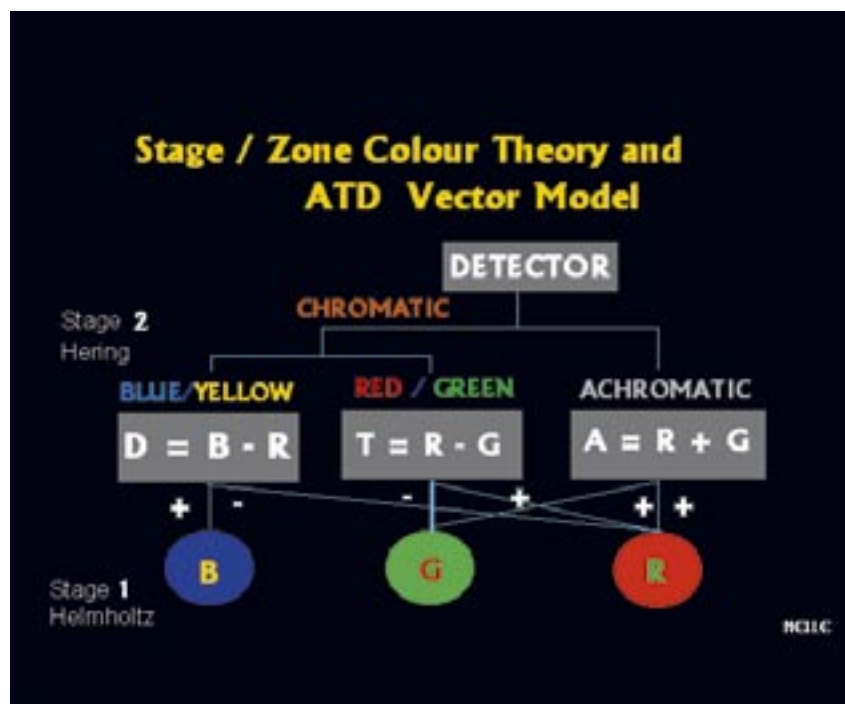 Stage / Zone Colour Theory and
ATD Vector Model
DETECTOR
CHROMATIC
Stage 2
Hering
BLUE/YELLOW
RED / GREEN
ACHROMATIC
D = B - R
T = R - G
A = R + G
+ -
- +
+ +
B
G
R
Stage 1
Helmholtz